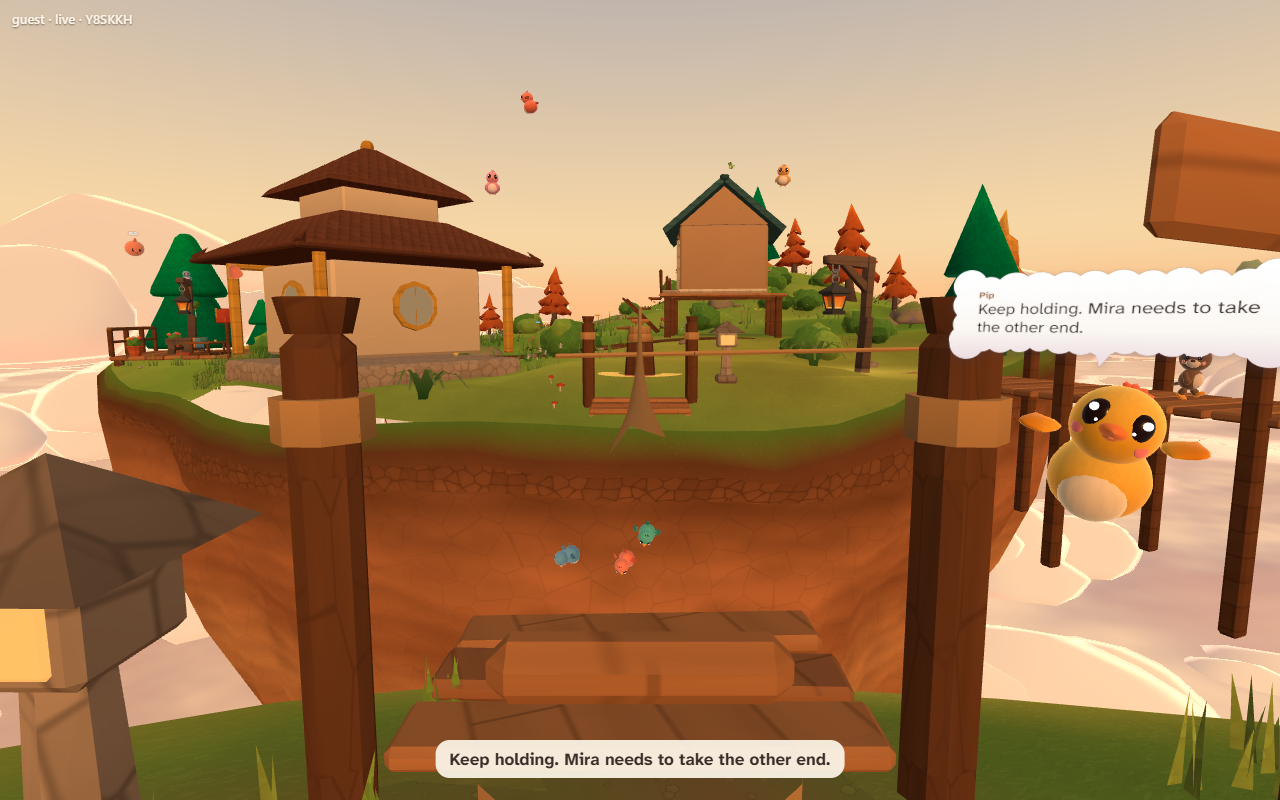 guest · live · Y8SKKH
Pip
Keep holding. Mira needs to take
the other end.
Keep holding. Mira needs to take the other end.